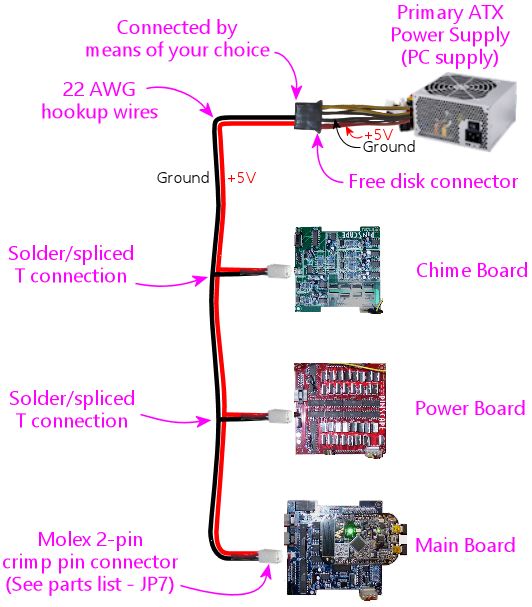 Primary ATX
Power Supply
(PC supply)
Connected by
means of your choice
22 AWG
hookup wires
+5V
Ground
Free disk connector
Ground
+5V
Solder/spliced
T connection
PINSCAPE
Chime Board
Solder/spliced
T connection
PINSCAPE
Power Board
Molex 2-pin
crimp pin connector
(See parts list - JP7)
Main Board